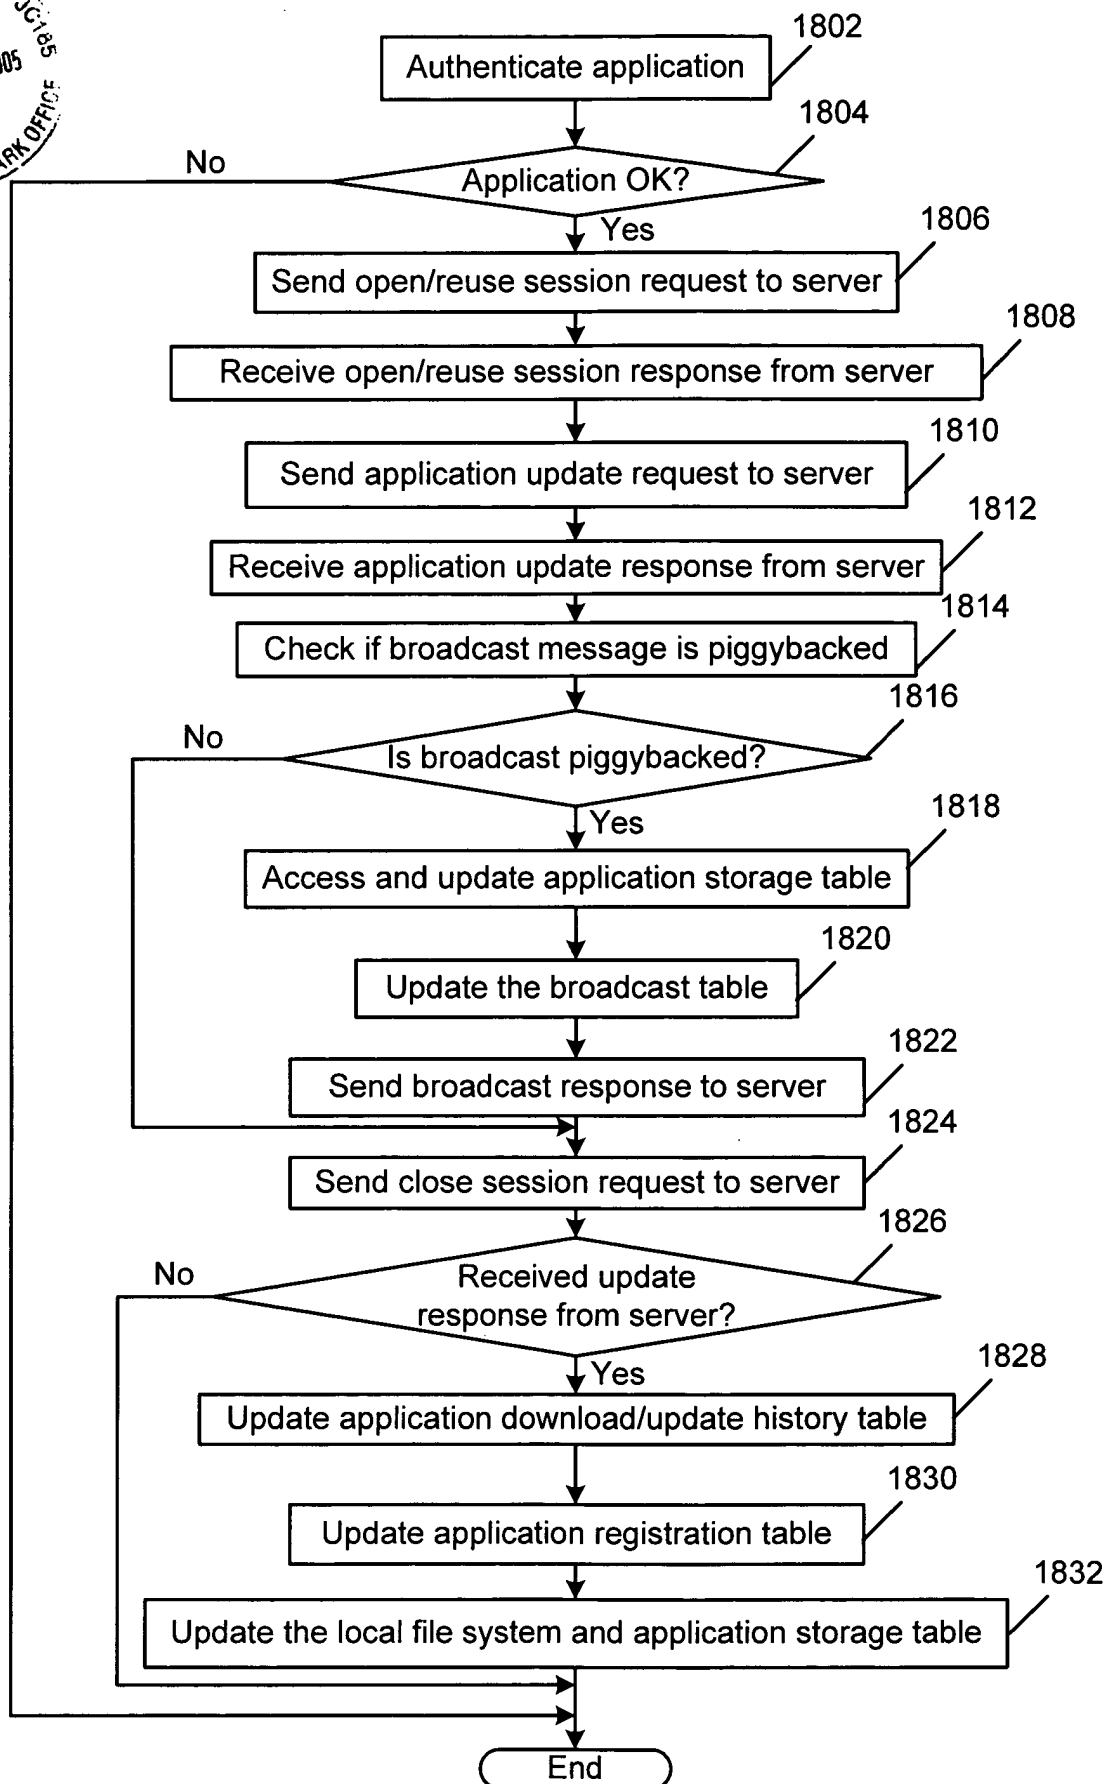 JC185
1802
Authenticate application
1804
No
Application OK?
Yes
1806
Send open/reuse session request to server
1808
Receive open/reuse session response from server
1810
Send application update request to server
1812
Receive application update response from server
1814
Check if broadcast message is piggybacked
1816
No
Is broadcast piggybacked?
Yes
1818
Access and update application storage table
1820
Update the broadcast table
1822
Send broadcast response to server
1824
Send close session request to server
1826
No
Received update
response from server?
Yes
1828
Update application download/update history table
1830
Update application registration table
1832
Update the local file system and application storage table
End